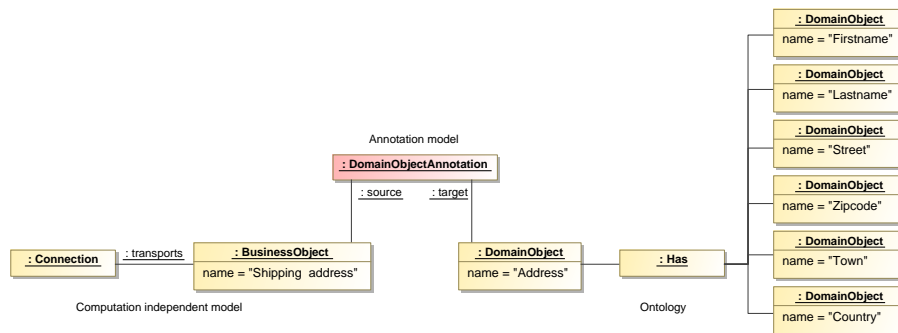 : DomainObject
name = "Firstname"
: DomainObject
name = "Lastname"
Annotation model
: DomainObjectAnnotation
: DomainObject
name = "Street"
: source
: target
: DomainObject
name = "Zipcode"
: Connection
: transports
: BusinessObject
name = "Shipping address"
: DomainObject
name = "Address"
: Has
: DomainObject
name = "Town"
Computation independent model
Ontology
: DomainObject
name = "Country"